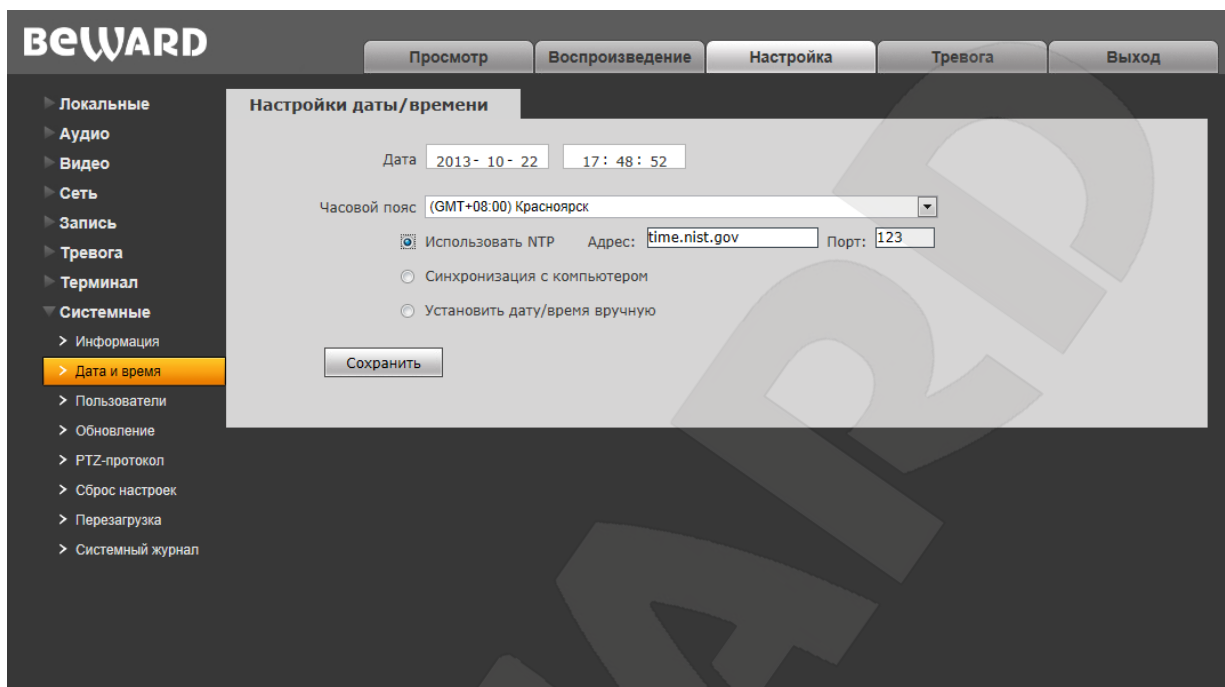 BEWARD
Просмотр Воспроизведение Настройка Тревога Выход
Локальные
Аудио
Видео
Сеть
Запись
Тревога
Терминал
Системные
Информация
Дата и время
Пользователи
Обновление
PTZ-протокол
Сброс настроек
Перезагрузка
Системный журнал
Настройки даты/времени
Дата 2013- 10- 22 17: 48: 52
Часовой пояс (GMT+08:00) Красноярск
Использовать NTP Адрес: time.nist.gov Порт: 123
Синхронизация с компьютером
Установить дату/время вручную
Сохранить